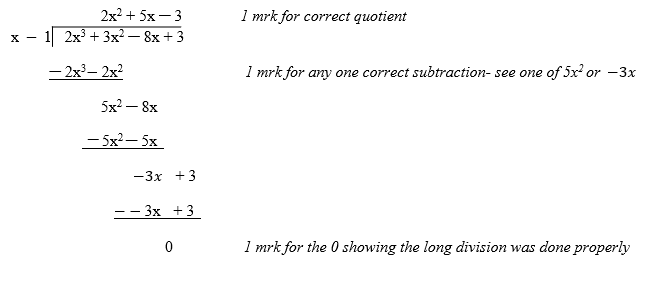 2x² + 5x − 3 1 mrk for correct quotient
x − 1 2x³ + 3x² − 8x + 3
− 2x³ − 2x² 1 mrk for any one correct subtraction- see one of 5x² or −3x
5x² − 8x
− 5x² − 5x
−3x + 3
− − 3x + 3
0 1 mrk for the 0 showing the long division was done properly